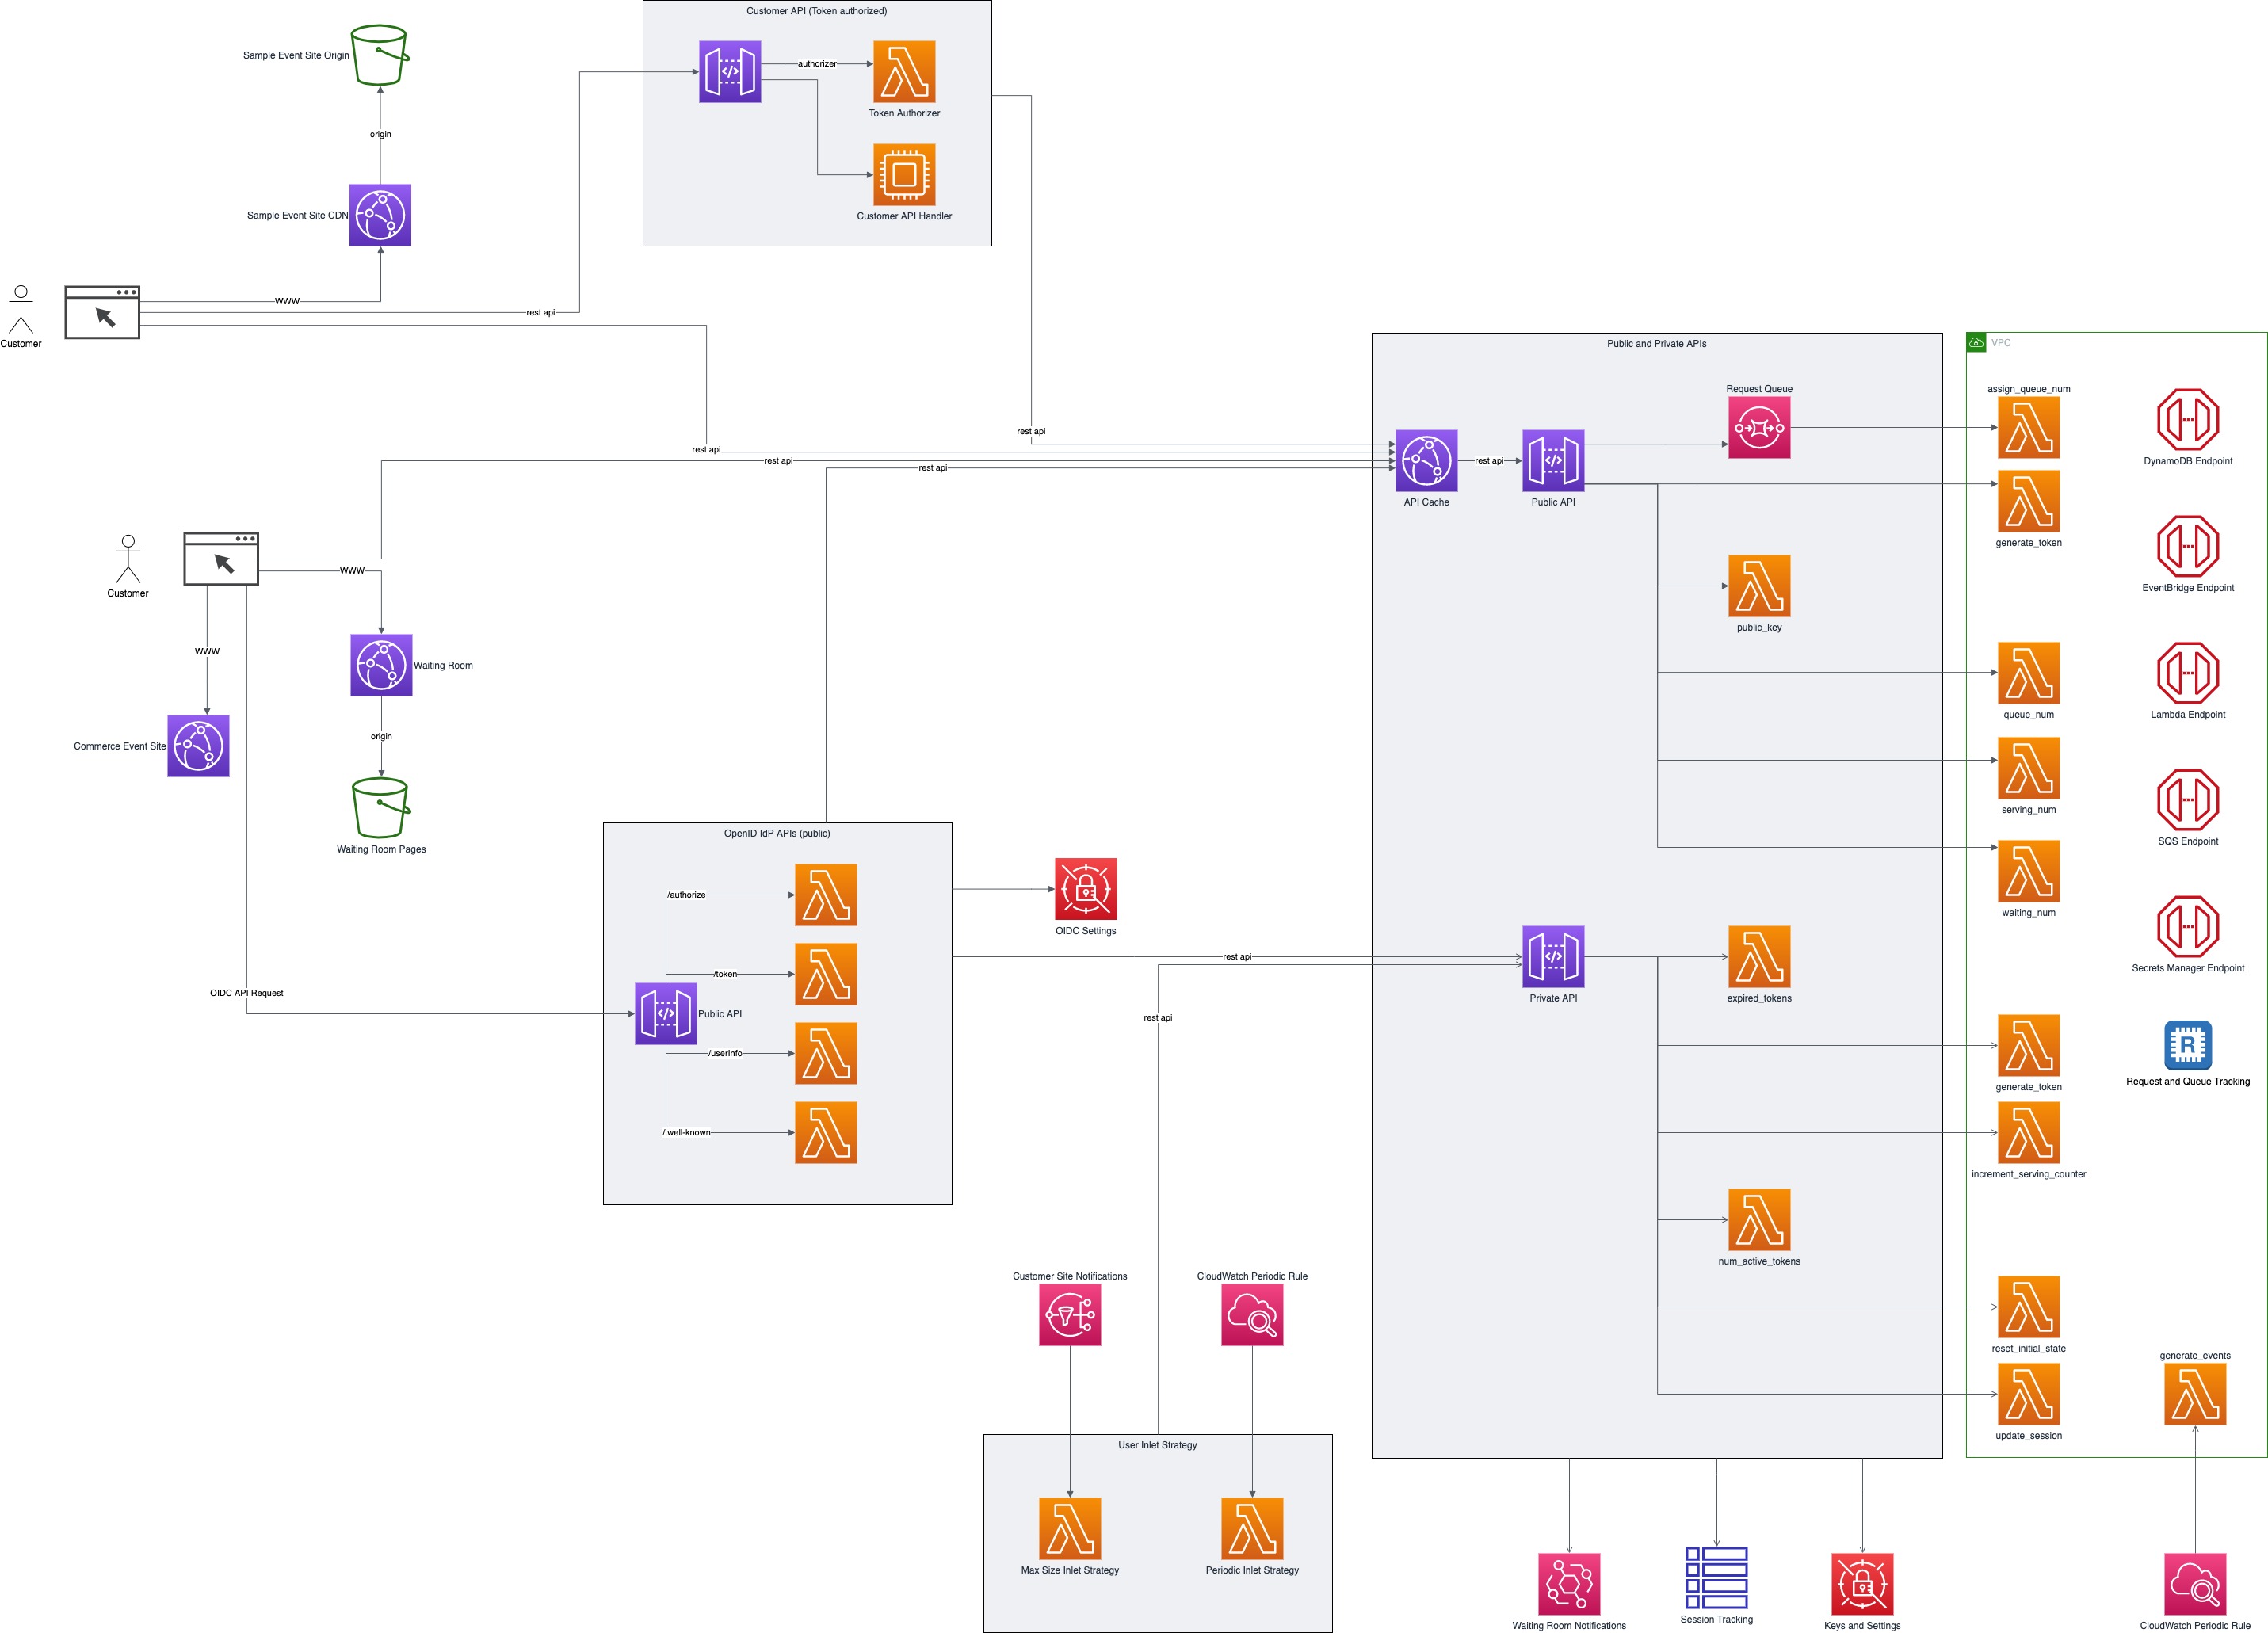 Customer API (Token authorized)
authorizer
Token Authorizer
Customer API Handler
Sample Event Site Origin
origin
Sample Event Site CDN
Customer
WWW
rest api
rest api
rest api
rest api
rest api
Customer
WWW
WWW
Waiting Room
Commerce Event Site
origin
Waiting Room Pages
OIDC API Request
OpenID IdP APIs (public)
/authorize
/token
Public API
/userInfo
/.well-known
OIDC Settings
rest api
rest api
Customer Site Notifications
CloudWatch Periodic Rule
User Inlet Strategy
Max Size Inlet Strategy
Periodic Inlet Strategy
Public and Private APIs
Request Queue
API Cache
rest api
Public API
public_key
Private API
expired_tokens
num_active_tokens
VPC
assign_queue_num
generate_token
queue_num
serving_num
waiting_num
generate_token
increment_serving_counter
reset_initial_state
update_session
DynamoDB Endpoint
EventBridge Endpoint
Lambda Endpoint
SQS Endpoint
Secrets Manager Endpoint
R
Request and Queue Tracking
generate_events
Waiting Room Notifications
Session Tracking
Keys and Settings
CloudWatch Periodic Rule